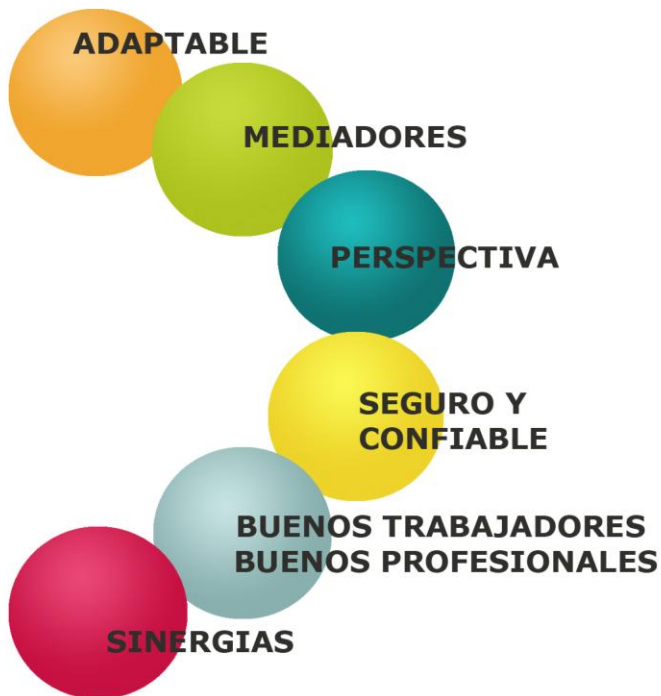 ADAPTABLE
MEDIADORES
PERSPECTIVA
SEGURO Y
CONFIABLE
BUENOS TRABAJADORES
BUENOS PROFESIONALES
SINERGIAS